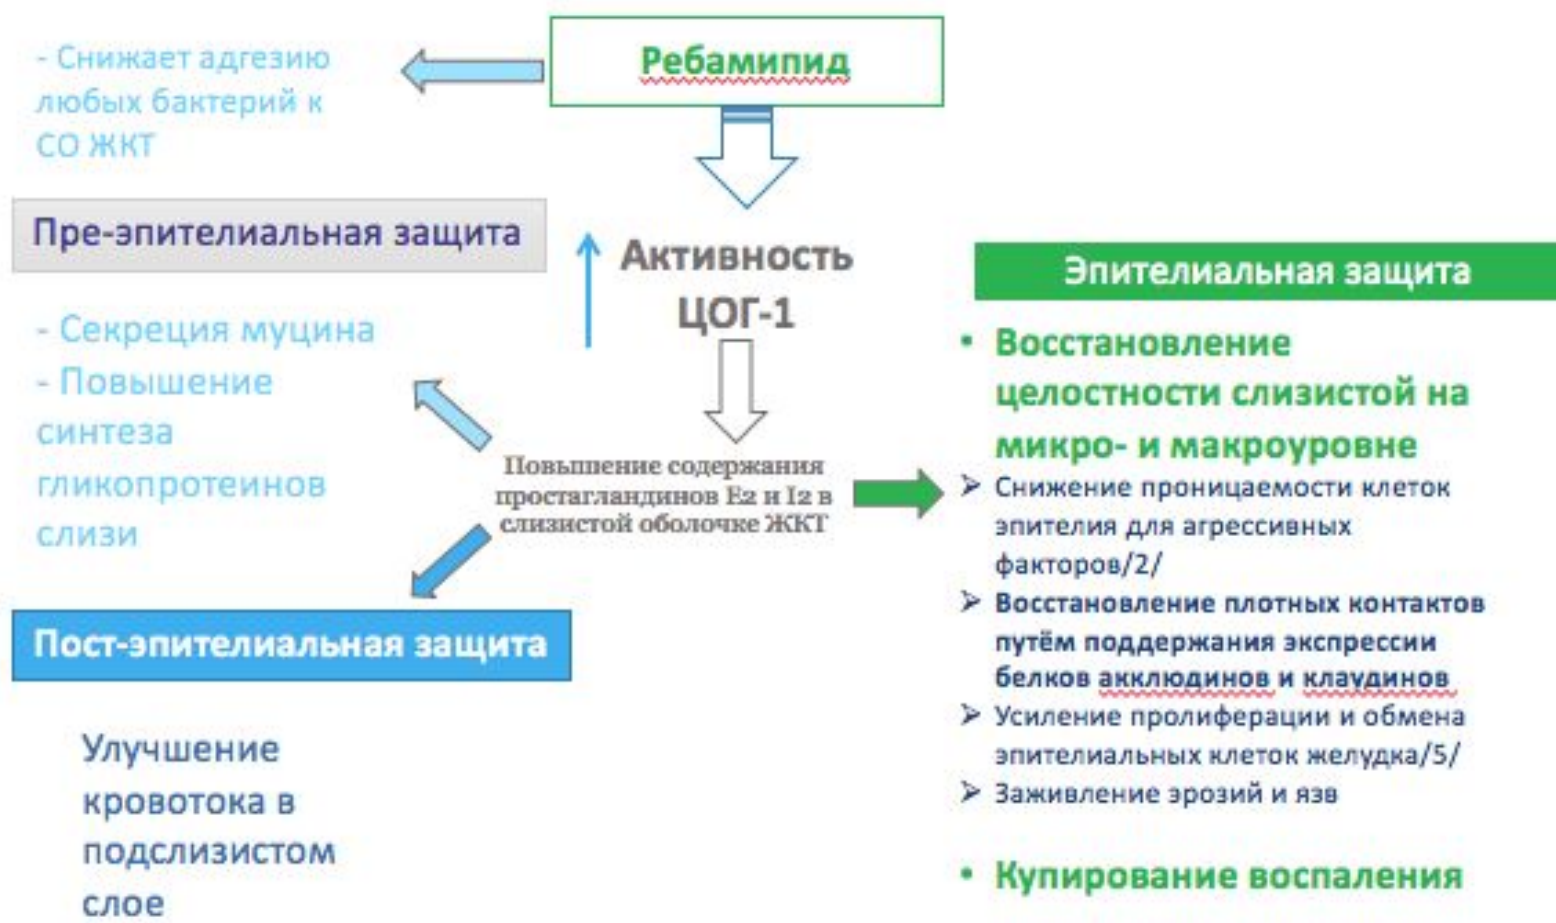 Ребамипид
- Снижает адгезию
любых бактерий к
СО ЖКТ
Пре-эпителиальная защита
- Секреция муцина
- Повышение
синтеза
гликопротеинов
слизи
Активность
ЦОГ-1
Повышение содержания
простагландинов Е2 и I2 в
слизистой оболочке ЖКТ
Пост-эпителиальная защита
Улучшение
кровотока в
подслизистом
слое
Эпителиальная защита
• Восстановление
целостности слизистой на
микро- и макроуровне
➢ Снижение проницаемости клеток
эпителия для агрессивных
факторов/2/
➢ Восстановление плотных контактов
путём поддержания экспрессии
белков акклюдинов и клаудинов
➢ Усиление пролиферации и обмена
эпителиальных клеток желудка/5/
➢ Заживление эрозий и язв
• Купирование воспаления